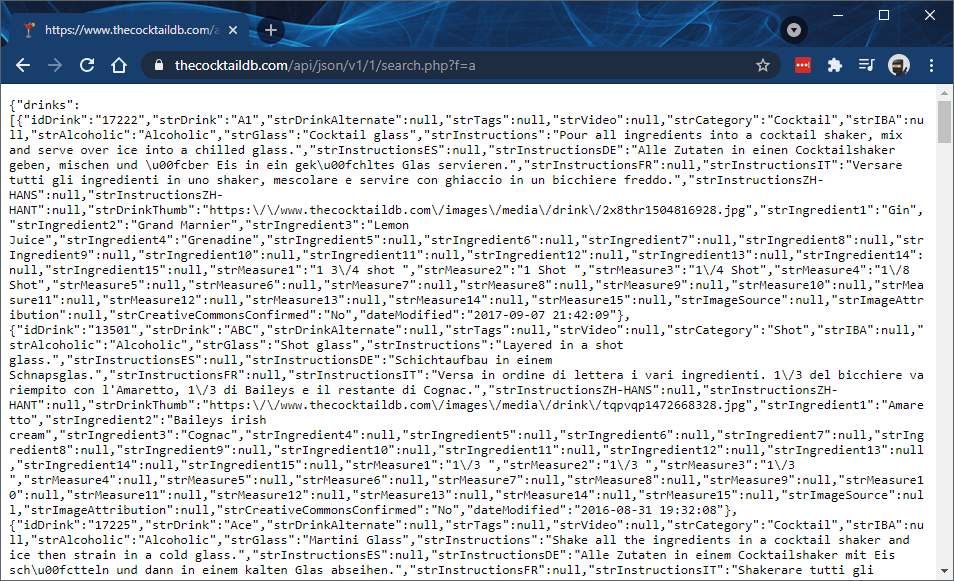 https://www.thecocktaildb.com/a
thecocktaildb.com/api/json/v1/1/search.php?f=a
{"drinks":
[{"idDrink":"17222","strDrink":"A1","strDrinkAlternate":null,"strTags":null,"strVideo":null,"strCategory":"Cocktail","strIBA":nu
ll,"strAlcoholic":"Alcoholic","strGlass":"Cocktail glass","strInstructions":"Pour all ingredients into a cocktail shaker, mix
and serve over ice into a chilled glass.","strInstructionsES":null,"strInstructionsDE":"Alle Zutaten in einen Cocktailshaker
geben, mischen und \u00fcber Eis in ein gek\u00fchltes Glas servieren.","strInstructionsFR":null,"strInstructionsIT":"Versare
tutti gli ingredienti in uno shaker, mescolare e servire con ghiaccio in un bicchiere freddo.","strInstructionsZH-
HANS":null,"strInstructionsZH-
HANT":null,"strDrinkThumb":"https:\/\/www.thecocktaildb.com\/images\/media\/drink\/2x8thr1504816928.jpg","strIngredient1":"Gin",
"strIngredient2":"Grand Marnier","strIngredient3":"Lemon
Juice","strIngredient4":"Grenadine","strIngredient5":null,"strIngredient6":null,"strIngredient7":null,"strIngredient8":null,"str
Ingredient9":null,"strIngredient10":null,"strIngredient11":null,"strIngredient12":null,"strIngredient13":null,"strIngredient14":
null,"strIngredient15":null,"strMeasure1":"1 3\/4 shot ","strMeasure2":"1 Shot ","strMeasure3":"1\/4 Shot","strMeasure4":"1\/8
Shot","strMeasure5":null,"strMeasure6":null,"strMeasure7":null,"strMeasure8":null,"strMeasure9":null,"strMeasure10":null,"strMea
sure11":null,"strMeasure12":null,"strMeasure13":null,"strMeasure14":null,"strMeasure15":null,"strImageSource":null,"strImageAttr
ibution":null,"strCreativeCommonsConfirmed":"No","dateModified":"2017-09-07 21:42:09"},
{"idDrink":"13501","strDrink":"ABC","strDrinkAlternate":null,"strTags":null,"strVideo":null,"strCategory":"Shot","strIBA":null,"
strAlcoholic":"Alcoholic","strGlass":"Shot glass","strInstructions":"Layered in a shot
glass.","strInstructionsES":null,"strInstructionsDE":"Schichtaufbau in einem
Schnapsglas.","strInstructionsFR":null,"strInstructionsIT":"Versa in ordine di lettera i vari ingredienti. 1\/3 del bicchiere va
riempito con l'Amaretto, 1\/3 di Baileys e il restante di Cognac.","strInstructionsZH-HANS":null,"strInstructionsZH-
HANT":null,"strDrinkThumb":"https:\/\/www.thecocktaildb.com\/images\/media\/drink\/tqpvqp1472668328.jpg","strIngredient1":"Amare
tto","strIngredient2":"Baileys irish
cream","strIngredient3":"Cognac","strIngredient4":null,"strIngredient5":null,"strIngredient6":null,"strIngredient7":null,"strIng
redient8":null,"strIngredient9":null,"strIngredient10":null,"strIngredient11":null,"strIngredient12":null,"strIngredient13":null
,"strIngredient14":null,"strIngredient15":null,"strMeasure1":"1\/3 ","strMeasure2":"1\/3 ","strMeasure3":"1\/3
","strMeasure4":null,"strMeasure5":null,"strMeasure6":null,"strMeasure7":null,"strMeasure8":null,"strMeasure9":null,"strMeasure1
0":null,"strMeasure11":null,"strMeasure12":null,"strMeasure13":null,"strMeasure14":null,"strMeasure15":null,"strImageSource":nul
l,"strImageAttribution":null,"strCreativeCommonsConfirmed":"No","dateModified":"2016-08-31 19:32:08"},
{"idDrink":"17225","strDrink":"Ace","strDrinkAlternate":null,"strTags":null,"strVideo":null,"strCategory":"Cocktail","strIBA":nu
ll,"strAlcoholic":"Alcoholic","strGlass":"Martini Glass","strInstructions":"Shake all the ingredients in a cocktail shaker and
ice then strain in a cold glass.","strInstructionsES":null,"strInstructionsDE":"Alle Zutaten in einem Cocktailshaker mit Eis
sch\u00fctteln und dann in einem kalten Glas abseihen.","strInstructionsFR":null,"strInstructionsIT":"Shakerare tutti gli